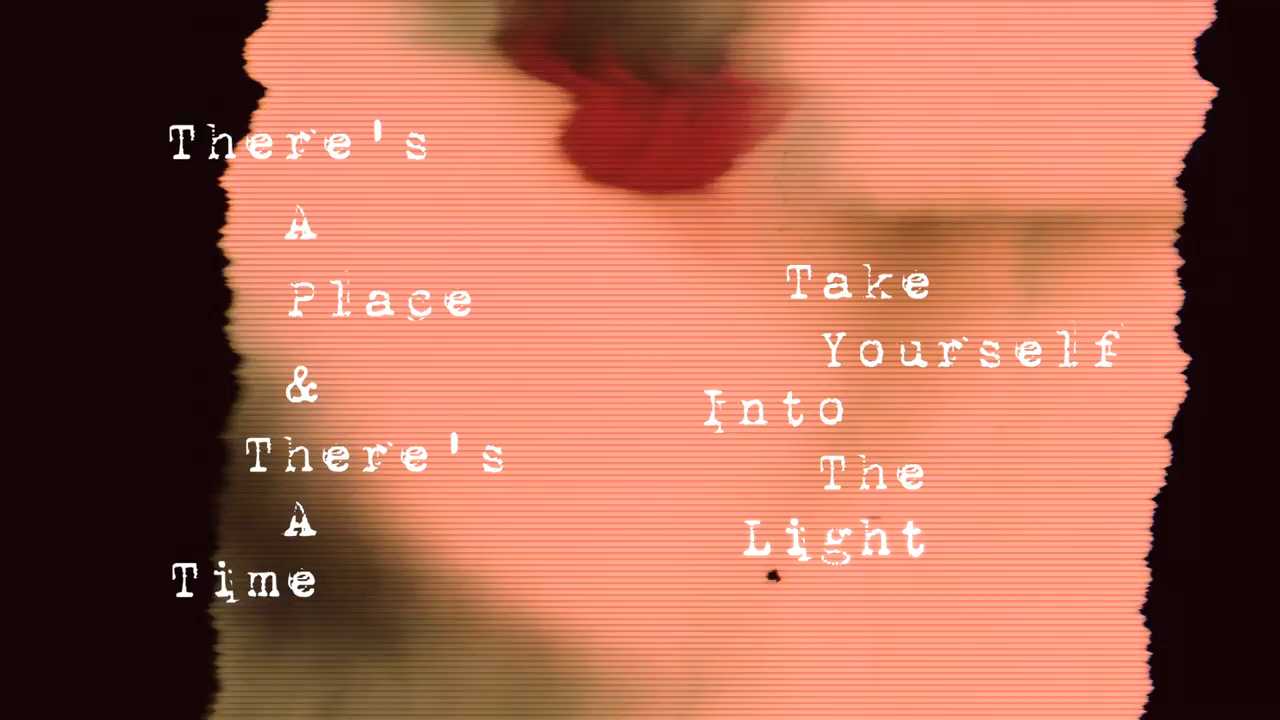 There's
A
Place
&
There's
A
Time
Take
Yourself
Into
The
Light